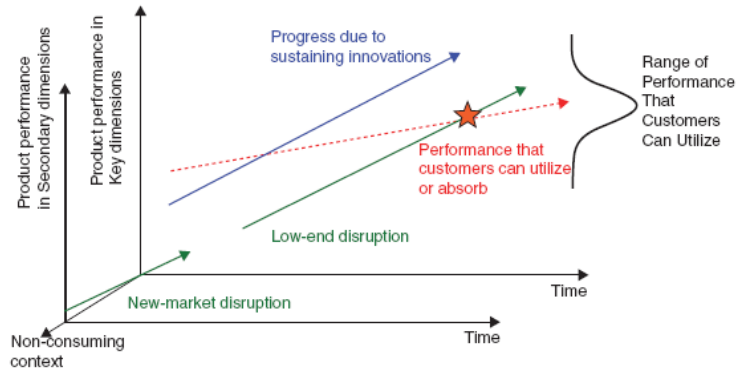 Product performance
in Secondary dimensions
Product performance in
Key dimensions
Progress due to
sustaining innovations
Range of
Performance
That
Customers
Can Utilize
Performance that
customers can utilize
or absorb
Low-end disruption
Time
New-market disruption
Time
Non-consuming
context